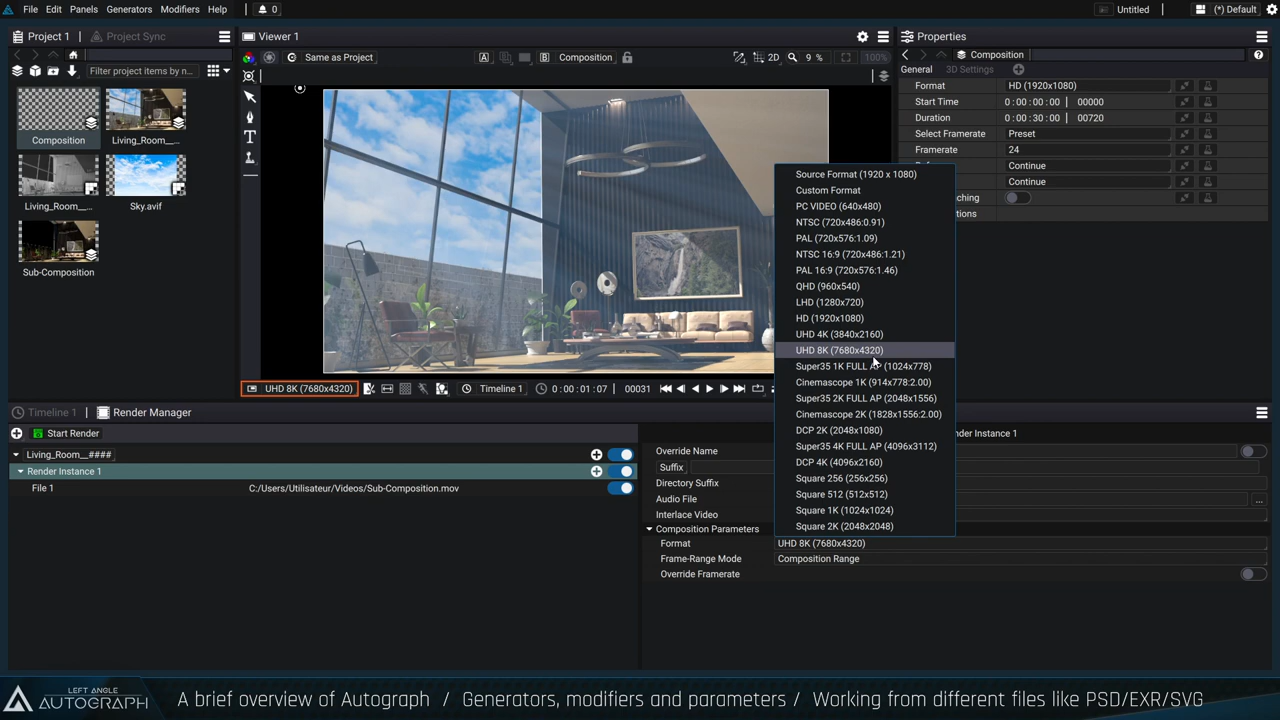 File Edit Panels Generators Modifiers Help 0 Untitled (*) Default
Project 1 Project Sync
Filter project items by n...
Composition Living_Room__...
Living_Room__... Sky.avif
Sub-Composition
Viewer 1
Same as Project A B Composition 2D 9 % 100%
UHD 8K (7680x4320) Timeline 1 0 : 00 : 01 : 07 00031
Properties
Composition
General 3D Settings
Format HD (1920x1080)
Start Time 0 : 00 : 00 : 00 00000
Duration 0 : 00 : 30 : 00 00720
Select Framerate Preset
Framerate 24
Continue
Continue
Source Format (1920 x 1080)
Custom Format
PC VIDEO (640x480)
NTSC (720x486:0.91)
PAL (720x576:1.09)
NTSC 16:9 (720x486:1.21)
PAL 16:9 (720x576:1.46)
QHD (960x540)
LHD (1280x720)
HD (1920x1080)
UHD 4K (3840x2160)
UHD 8K (7680x4320)
Super35 1K FULL AP (1024x778)
Cinemascope 1K (914x778:2.00)
Super35 2K FULL AP (2048x1556)
Cinemascope 2K (1828x1556:2.00)
DCP 2K (2048x1080)
Super35 4K FULL AP (4096x3112)
DCP 4K (4096x2160)
Square 256 (256x256)
Square 512 (512x512)
Square 1K (1024x1024)
Square 2K (2048x2048)
Timeline 1 Render Manager
Start Render
Living_Room__####
Render Instance 1
File 1 C:/Users/Utilisateur/Videos/Sub-Composition.mov
Instance 1
Override Name
Suffix
Directory Suffix
Audio File ...
Interlace Video
Composition Parameters
Format UHD 8K (7680x4320)
Frame-Range Mode Composition Range
Override Framerate
LEFT ANGLE
AUTOGRAPH
A brief overview of Autograph / Generators, modifiers and parameters / Working from different files like PSD/EXR/SVG